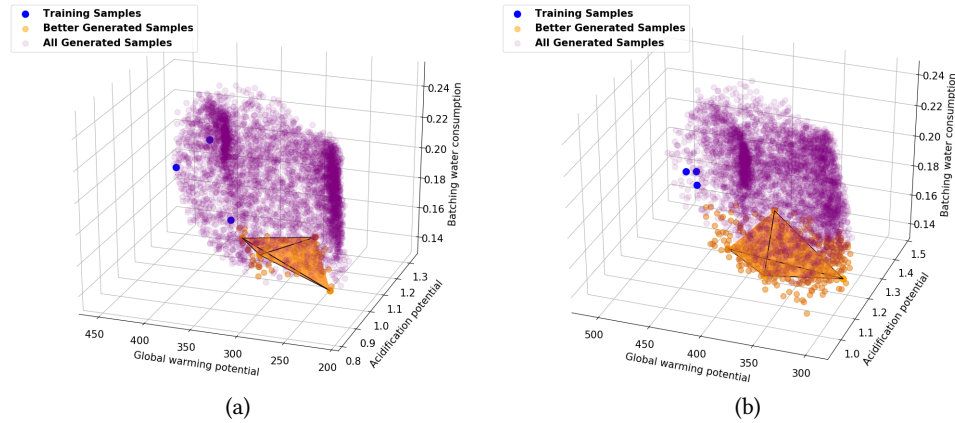 Training Samples
Better Generated Samples
All Generated Samples
0.24
0.22
0.20
0.18
0.16
0.14
Batching water consumption
1.3
1.2
1.1
1.0
0.9
0.8
Acidification potential
450
400
350
300
250
200
Global warming potential
(a)
Training Samples
Better Generated Samples
All Generated Samples
0.24
0.22
0.20
0.18
0.16
0.14
Batching water consumption
1.5
1.4
1.3
1.2
1.1
1.0
Acidification potential
500
450
400
350
300
Global warming potential
(b)